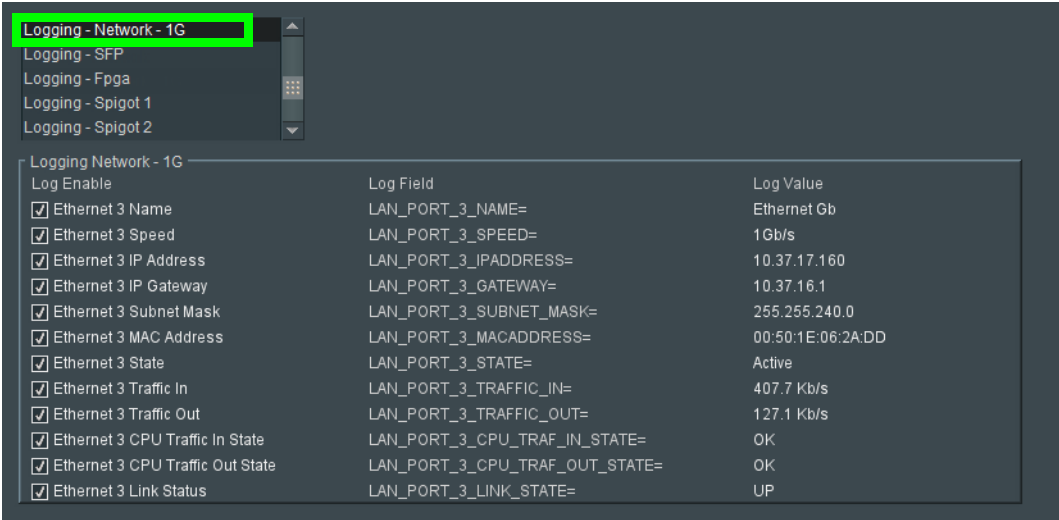 Logging - Network - 1G
Logging - SFP
Logging - Fpga
Logging - Spigot 1
Logging - Spigot 2
Logging Network - 1G
Log Enable Log Field Log Value
Ethernet 3 Name LAN_PORT_3_NAME= Ethernet Gb
Ethernet 3 Speed LAN_PORT_3_SPEED= 1Gb/s
Ethernet 3 IP Address LAN_PORT_3_IPADDRESS= 10.37.17.160
Ethernet 3 IP Gateway LAN_PORT_3_GATEWAY= 10.37.16.1
Ethernet 3 Subnet Mask LAN_PORT_3_SUBNET_MASK= 255.255.240.0
Ethernet 3 MAC Address LAN_PORT_3_MACADDRESS= 00:50:1E:06:2A:DD
Ethernet 3 State LAN_PORT_3_STATE= Active
Ethernet 3 Traffic In LAN_PORT_3_TRAFFIC_IN= 407.7 Kb/s
Ethernet 3 Traffic Out LAN_PORT_3_TRAFFIC_OUT= 127.1 Kb/s
Ethernet 3 CPU Traffic In State LAN_PORT_3_CPU_TRAF_IN_STATE= OK
Ethernet 3 CPU Traffic Out State LAN_PORT_3_CPU_TRAF_OUT_STATE= OK
Ethernet 3 Link Status LAN_PORT_3_LINK_STATE= UP